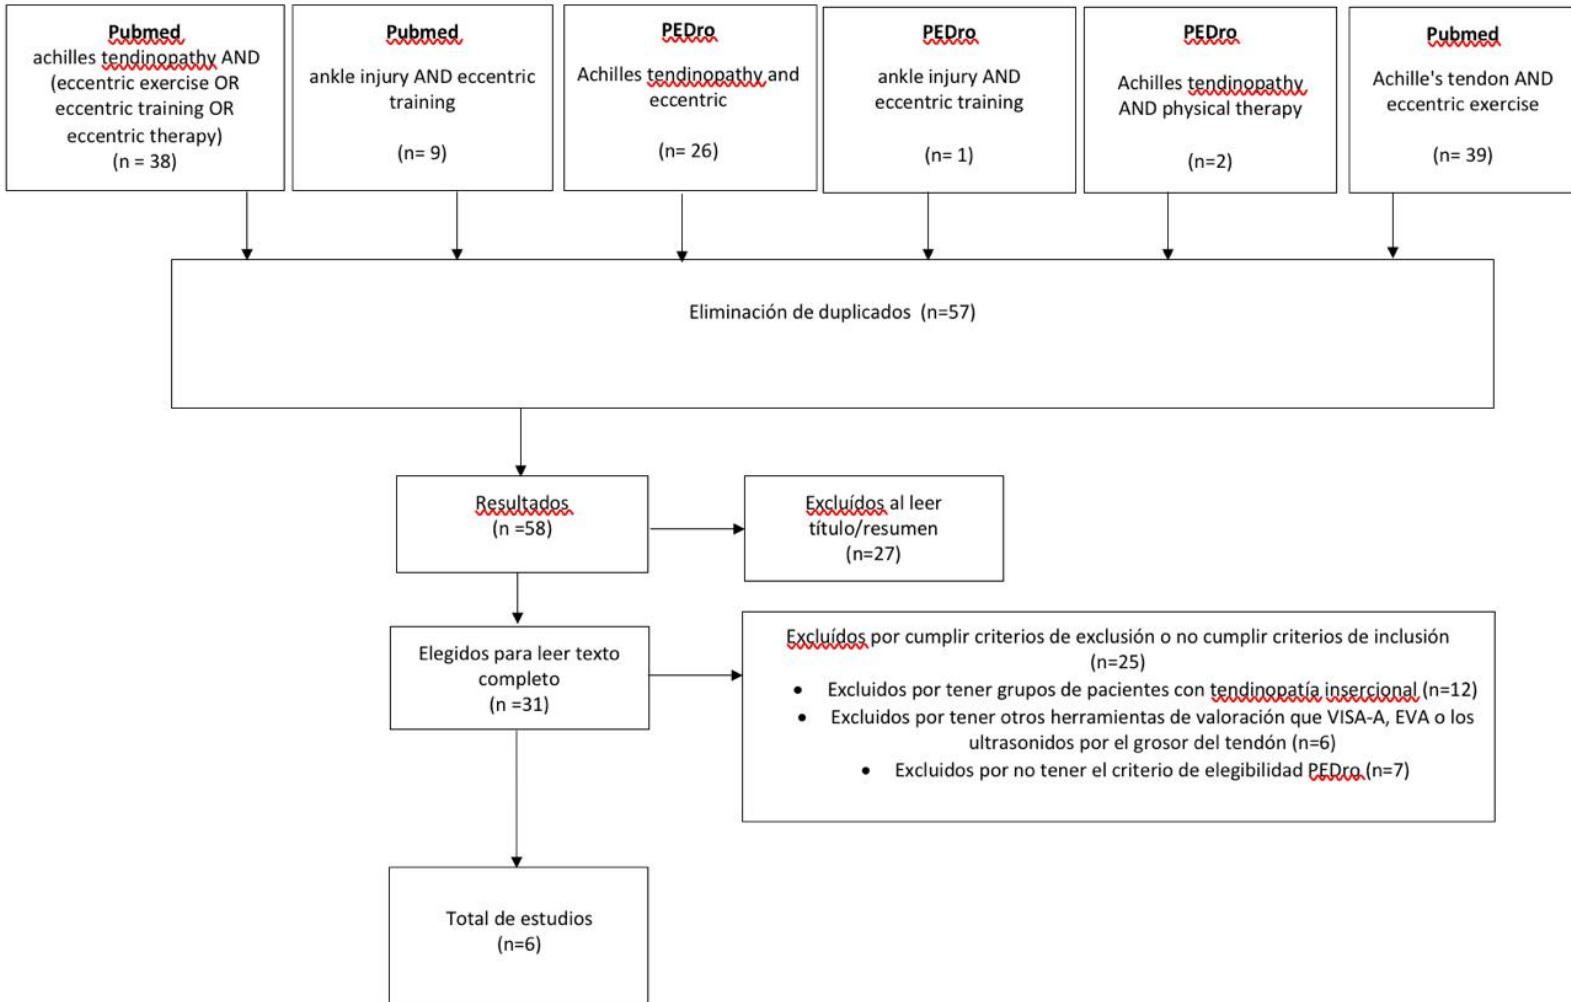 Pubmed
achilles tendinopathy AND
(eccentric exercise OR
eccentric training OR
eccentric therapy)
(n = 38)
Pubmed
ankle injury AND eccentric
training
(n= 9)
PEDro
Achilles tendinopathy and
eccentric
(n= 26)
PEDro
ankle injury AND
eccentric training
(n= 1)
PEDro
Achilles tendinopathy
AND physical therapy
(n=2)
Pubmed
Achille's tendon AND
eccentric exercise
(n= 39)
Eliminación de duplicados (n=57)
Resultados
(n =58)
Excluídos al leer
título/resumen
(n=27)
Elegidos para leer texto
completo
(n =31)
Excluídos por cumplir criterios de exclusión o no cumplir criterios de inclusión
(n=25)
• Excluidos por tener grupos de pacientes con tendinopatía insercional (n=12)
• Excluidos por tener otros herramientas de valoración que VISA-A, EVA o los
ultrasonidos por el grosor del tendón (n=6)
• Excluidos por no tener el criterio de elegibilidad PEDro (n=7)
Total de estudios
(n=6)